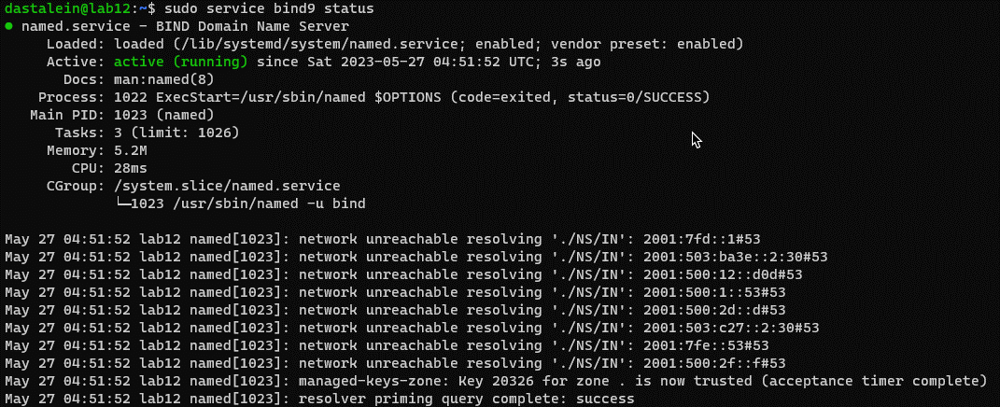 dastalein@lab12:~$ sudo service bind9 status
● named.service - BIND Domain Name Server
     Loaded: loaded (/lib/systemd/system/named.service; enabled; vendor preset: enabled)
     Active: active (running) since Sat 2023-05-27 04:51:52 UTC; 3s ago
       Docs: man:named(8)
    Process: 1022 ExecStart=/usr/sbin/named $OPTIONS (code=exited, status=0/SUCCESS)
   Main PID: 1023 (named)
      Tasks: 3 (limit: 1026)
     Memory: 5.2M
        CPU: 28ms
     CGroup: /system.slice/named.service
             └─1023 /usr/sbin/named -u bind
May 27 04:51:52 lab12 named[1023]: network unreachable resolving './NS/IN': 2001:7fd::1#53
May 27 04:51:52 lab12 named[1023]: network unreachable resolving './NS/IN': 2001:503:ba3e::2:30#53
May 27 04:51:52 lab12 named[1023]: network unreachable resolving './NS/IN': 2001:500:12::d0d#53
May 27 04:51:52 lab12 named[1023]: network unreachable resolving './NS/IN': 2001:500:1::53#53
May 27 04:51:52 lab12 named[1023]: network unreachable resolving './NS/IN': 2001:500:2d::d#53
May 27 04:51:52 lab12 named[1023]: network unreachable resolving './NS/IN': 2001:503:c27::2:30#53
May 27 04:51:52 lab12 named[1023]: network unreachable resolving './NS/IN': 2001:7fe::53#53
May 27 04:51:52 lab12 named[1023]: network unreachable resolving './NS/IN': 2001:500:2f::f#53
May 27 04:51:52 lab12 named[1023]: managed-keys-zone: Key 20326 for zone . is now trusted (acceptance timer complete)
May 27 04:51:52 lab12 named[1023]: resolver priming query complete: success